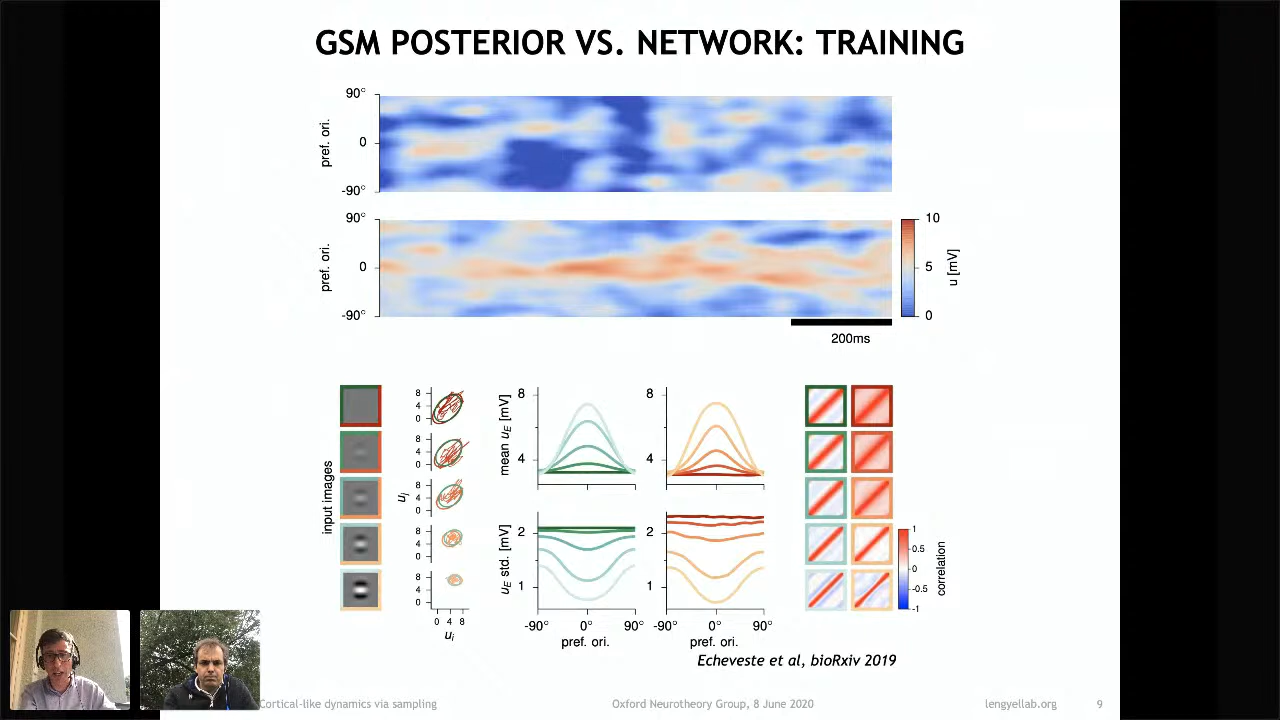 GSM POSTERIOR VS. NETWORK: TRAINING
90°
0
-90°
pref. ori.
90°
0
-90°
pref. ori.
10
5
0
u [mV]
200ms
input images
8
4
0
8
4
0
8
4
0
8
4
0
8
4
0
0 4 8
uj
ui
8
4
mean uE [mV]
8
4
2
1
uE std. [mV]
2
1
-90° 0° 90°
pref. ori.
-90° 0° 90°
pref. ori.
1
0.5
0
-0.5
-1
correlation
Echeveste et al, bioRxiv 2019
Cortical-like dynamics via sampling
Oxford Neurotheory Group, 8 June 2020
lengyellab.org
9